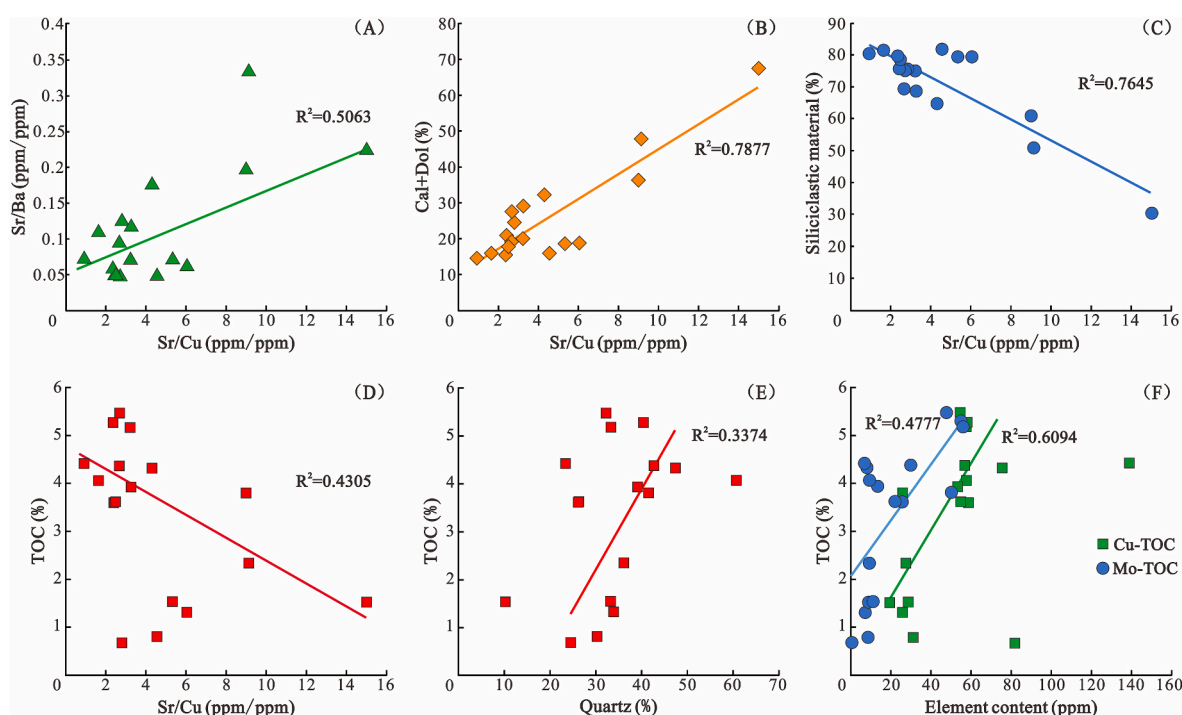 (A)
0.4
0.35
0.3
0.25
0.2
0.15
0.1
0.05
0
Sr/Ba (ppm/ppm)
R²=0.5063
2 4 6 8 10 12 14 16
Sr/Cu (ppm/ppm)
(B)
80
70
60
50
40
30
20
10
0
Cal+Dol (%)
R²=0.7877
2 4 6 8 10 12 14 16
Sr/Cu (ppm/ppm)
(C)
90
80
70
60
50
40
30
20
10
0
Siliciclastic material (%)
R²=0.7645
2 4 6 8 10 12 14 16
Sr/Cu (ppm/ppm)
(D)
6
5
4
3
2
1
TOC (%)
R²=0.4305
0 2 4 6 8 10 12 14 16
Sr/Cu (ppm/ppm)
(E)
6
5
4
3
2
1
TOC (%)
R²=0.3374
0 10 20 30 40 50 60 70
Quartz (%)
(F)
6
5
4
3
2
1
TOC (%)
R²=0.4777
R²=0.6094
Cu-TOC
Mo-TOC
0 20 40 60 80 100 120 140
Element content (ppm)